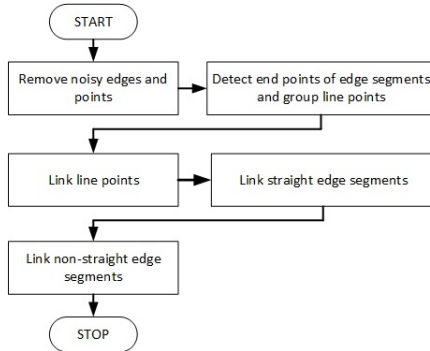 START
Remove noisy edges and
points
Detect end points of edge segments
and group line points
Link line points
Link straight edge segments
Link non-straight edge
segments
STOP